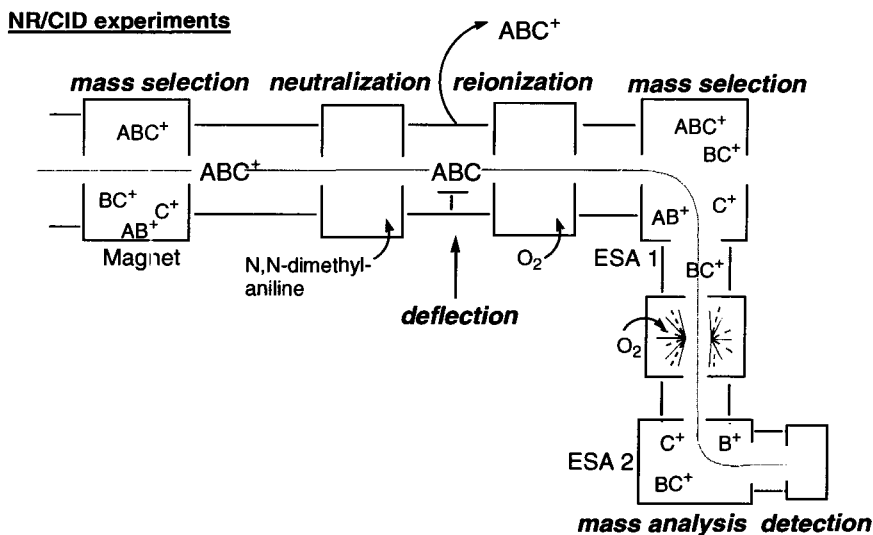 NR/CID experiments
ABC+
mass selection neutralization reionization mass selection
ABC+
ABC+
BC+
ABC+
ABC
BC+
C+
AB+
AB+
C+
Magnet
N,N-dimethyl-
aniline
O2
ESA 1
BC+
deflection
O2
ESA 2
C+
B+
BC+
mass analysis detection